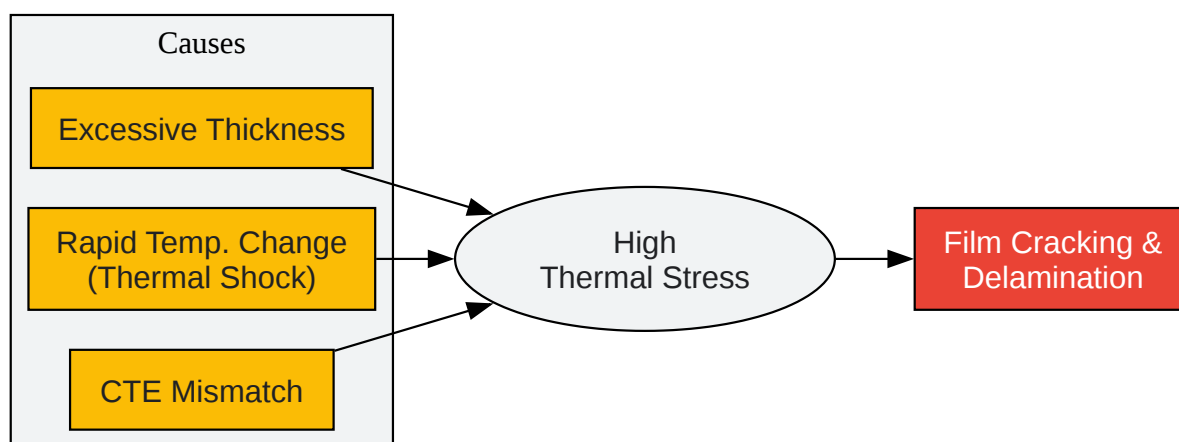 Causes
Excessive Thickness
Rapid Temp. Change
(Thermal Shock)
CTE Mismatch
High
Thermal Stress
Film Cracking &
Delamination